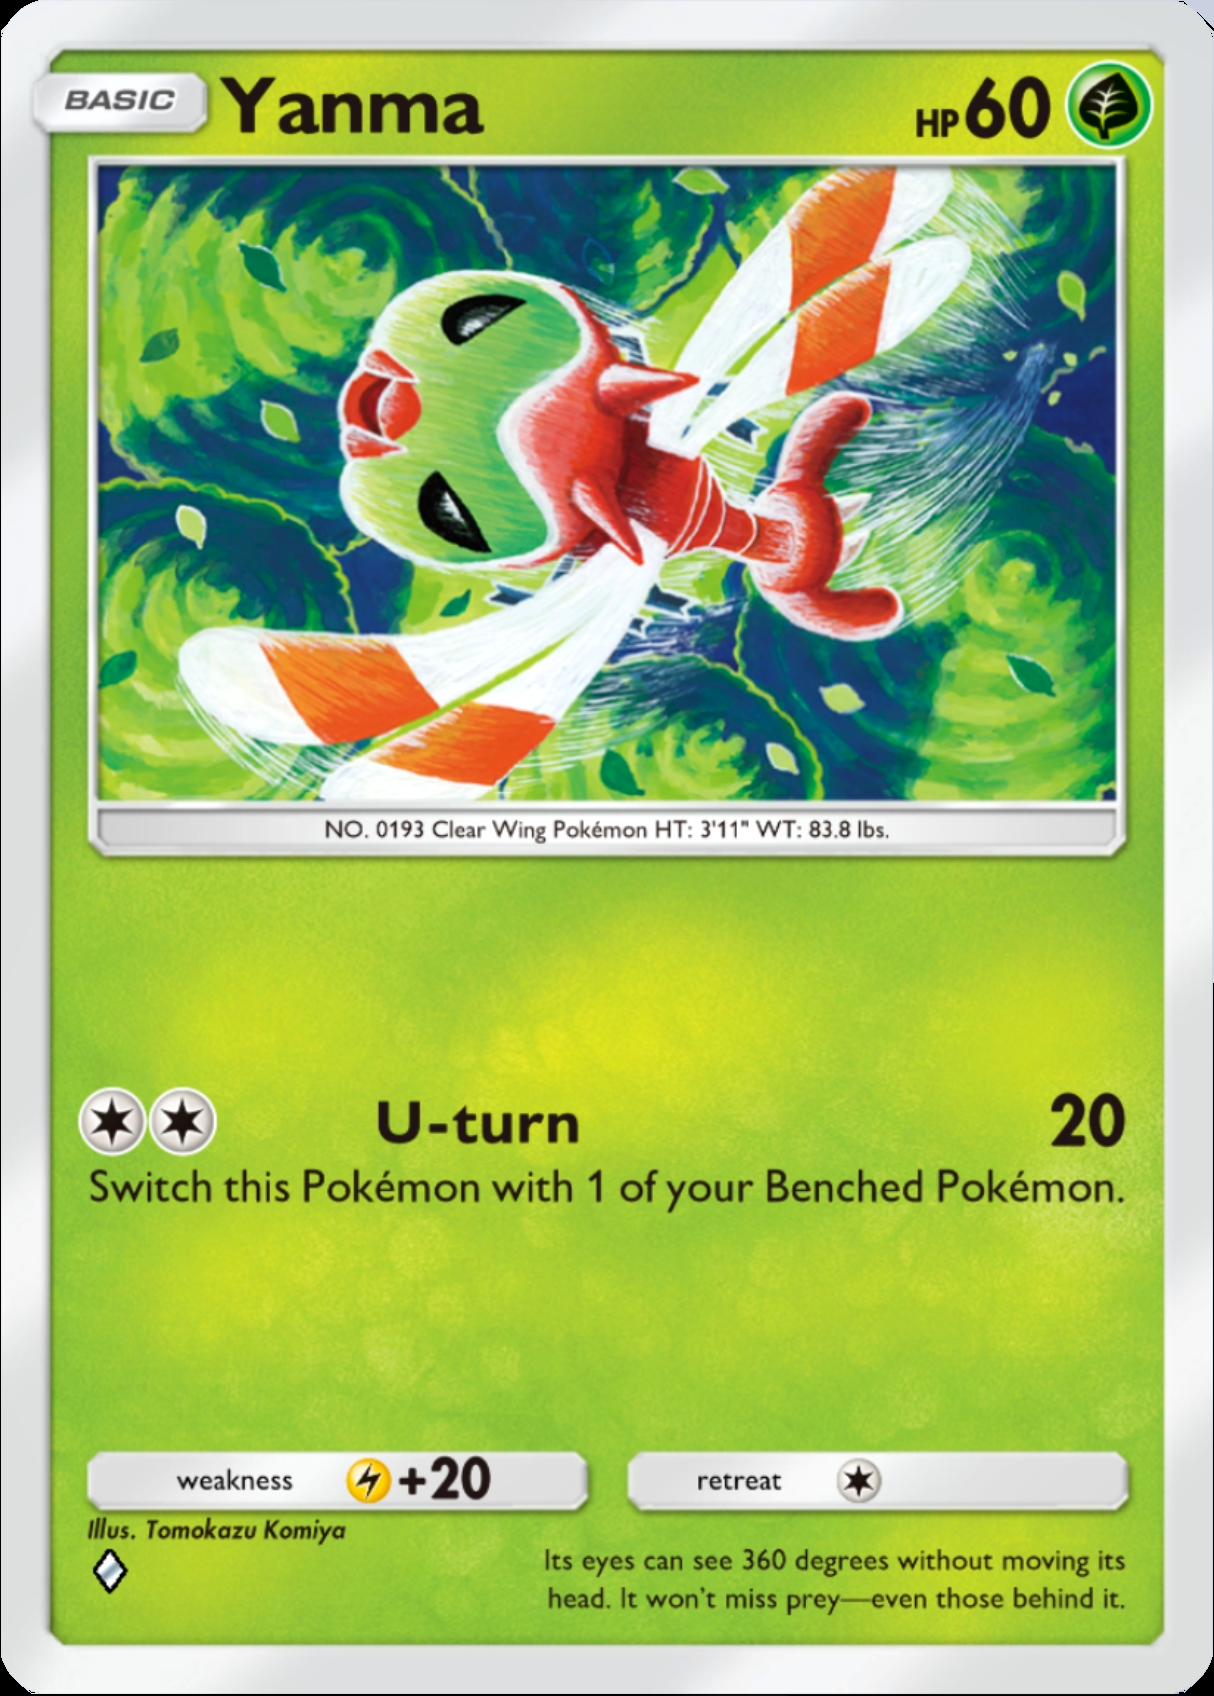 BASIC Yanma HP 60
NO. 0193 Clear Wing Pokémon HT: 3'11" WT: 83.8 lbs.
U-turn 20
Switch this Pokémon with 1 of your Benched Pokémon.
weakness +20 retreat
Illus. Tomokazu Komiya
Its eyes can see 360 degrees without moving its
head. It won't miss prey—even those behind it.